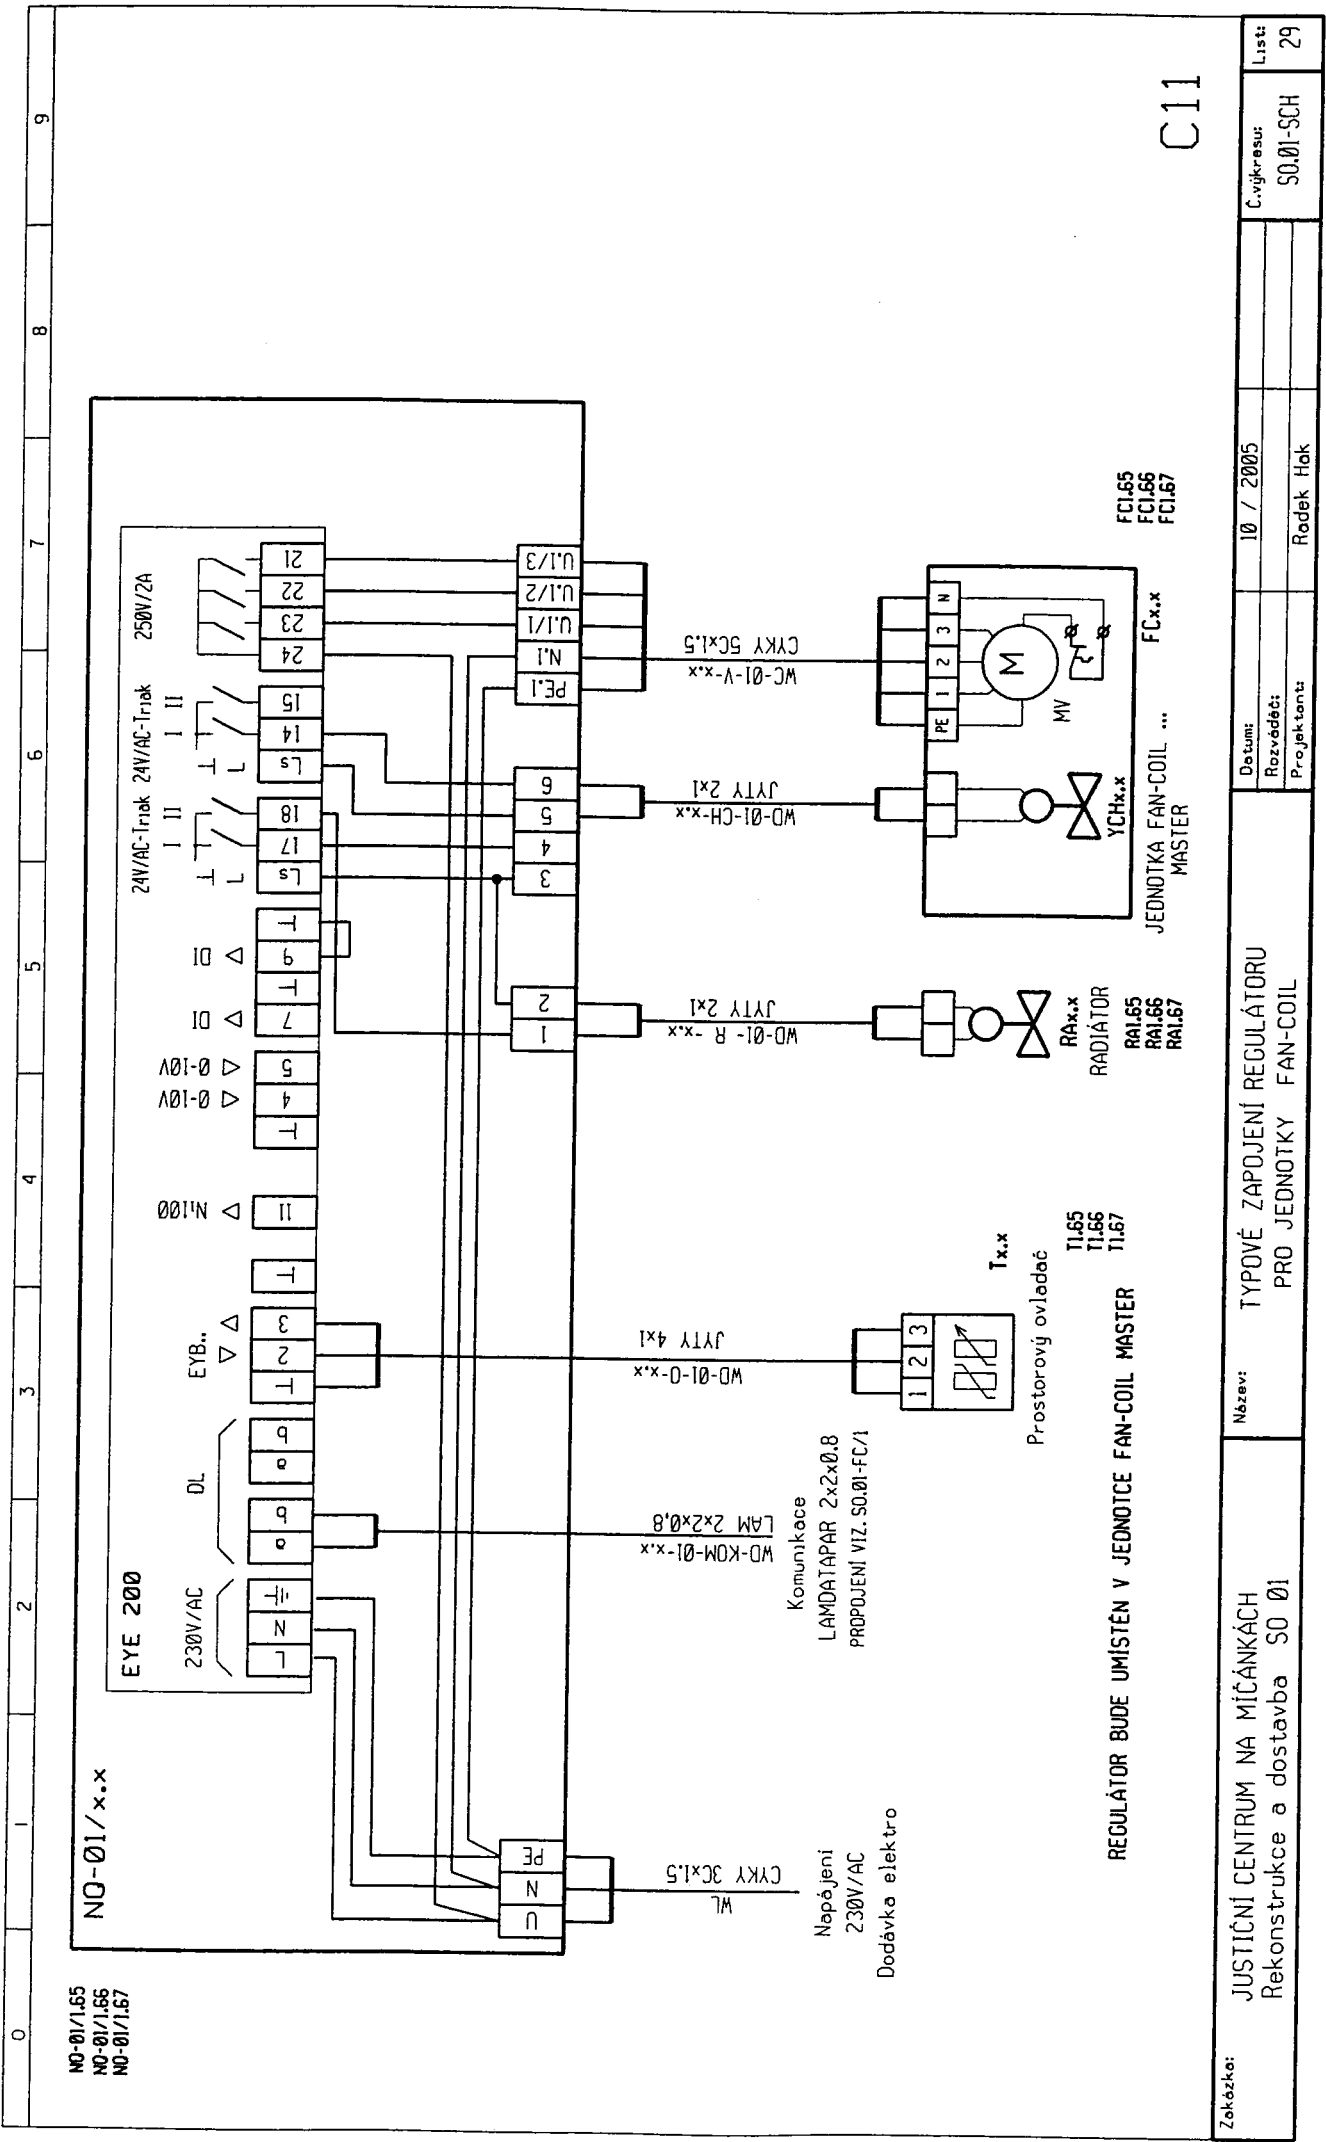 0 1 2 3 4 5 6 7 8 9
NO-01/1.65
NO-01/1.66
NO-01/1.67
NO-01/x.x
EYE 200
230V/AC
DL
EYB..
Ni100
0-10V
0-10V
DI
DI
24V/AC-Triak
I II
24V/AC-Triak
I II
250V/2A
L N
a b
a b
2 3
11
4 5
7
9
Ls 17 18
Ls 14 15
24 23 22 21
U N PE
1 2
3 4 5 6
PE.1 N.1 U.1/1 U.1/2 U.1/3
WL
CYKY 3Cx1.5
WD-KOM-01-x.x
LAM 2x2x0,8
WD-01-O-x.x
JYTY 4x1
WD-01- R -x.x
JYTY 2x1
WD-01-CH-x.x
JYTY 2x1
WC-01-V-x.x
CYKY 5Cx1.5
Napájení
230V/AC
Dodávka elektro
Komunikace
LAMDATAPAR 2x2x0.8
PROPOJENÍ VIZ. SO.01-FC/1
1 2 3
Tx.x
Prostorový ovladač
T1.65
T1.66
T1.67
RAx.x
RADIÁTOR
RA1.65
RA1.66
RA1.67
PE 1 2 3 N
M
MV
YCHx.x
FCx.x
JEDNOTKA FAN-COIL ...
MASTER
FC1.65
FC1.66
FC1.67
REGULÁTOR BUDE UMÍSTĚN V JEDNOTCE FAN-COIL MASTER
C11
Zakázka:
JUSTIČNÍ CENTRUM NA MÍČÁNKÁCH
Rekonstrukce a dostavba SO 01
Název:
TYPOVÉ ZAPOJENÍ REGULÁTORU
PRO JEDNOTKY FAN-COIL
Datum: 10 / 2005
Rozváděč:
Projektant: Radek Hak
Č.výkresu:
SO.01-SCH
List:
29